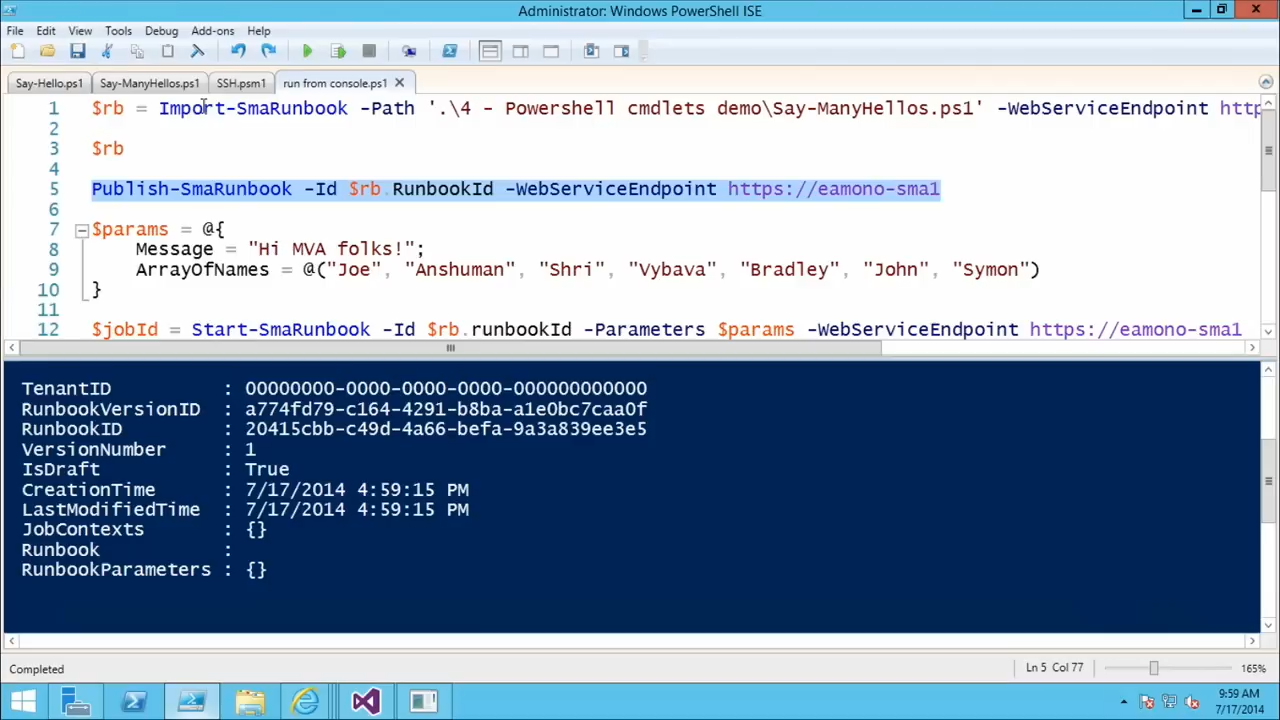 Administrator: Windows PowerShell ISE
File Edit View Tools Debug Add-ons Help
Say-Hello.ps1 Say-ManyHellos.ps1 SSH.psm1 run from console.ps1
1 $rb = Import-SmaRunbook -Path '.\4 - Powershell cmdlets demo\Say-ManyHellos.ps1' -WebServiceEndpoint http
2
3 $rb
4
5 Publish-SmaRunbook -Id $rb.RunbookId -WebServiceEndpoint https://eamono-sma1
6
7 $params = @{
8 Message = "Hi MVA folks!";
9 ArrayOfNames = @("Joe", "Anshuman", "Shri", "Vybava", "Bradley", "John", "Symon")
10 }
11
12 $jobId = Start-SmaRunbook -Id $rb.runbookId -Parameters $params -WebServiceEndpoint https://eamono-sma1
TenantID : 00000000-0000-0000-0000-000000000000
RunbookVersionID : a774fd79-c164-4291-b8ba-a1e0bc7caa0f
RunbookID : 20415cbb-c49d-4a66-befa-9a3a839ee3e5
VersionNumber : 1
IsDraft : True
CreationTime : 7/17/2014 4:59:15 PM
LastModifiedTime : 7/17/2014 4:59:15 PM
JobContexts : {}
Runbook :
RunbookParameters : {}
Completed Ln 5 Col 77 165%
9:59 AM
7/17/2014